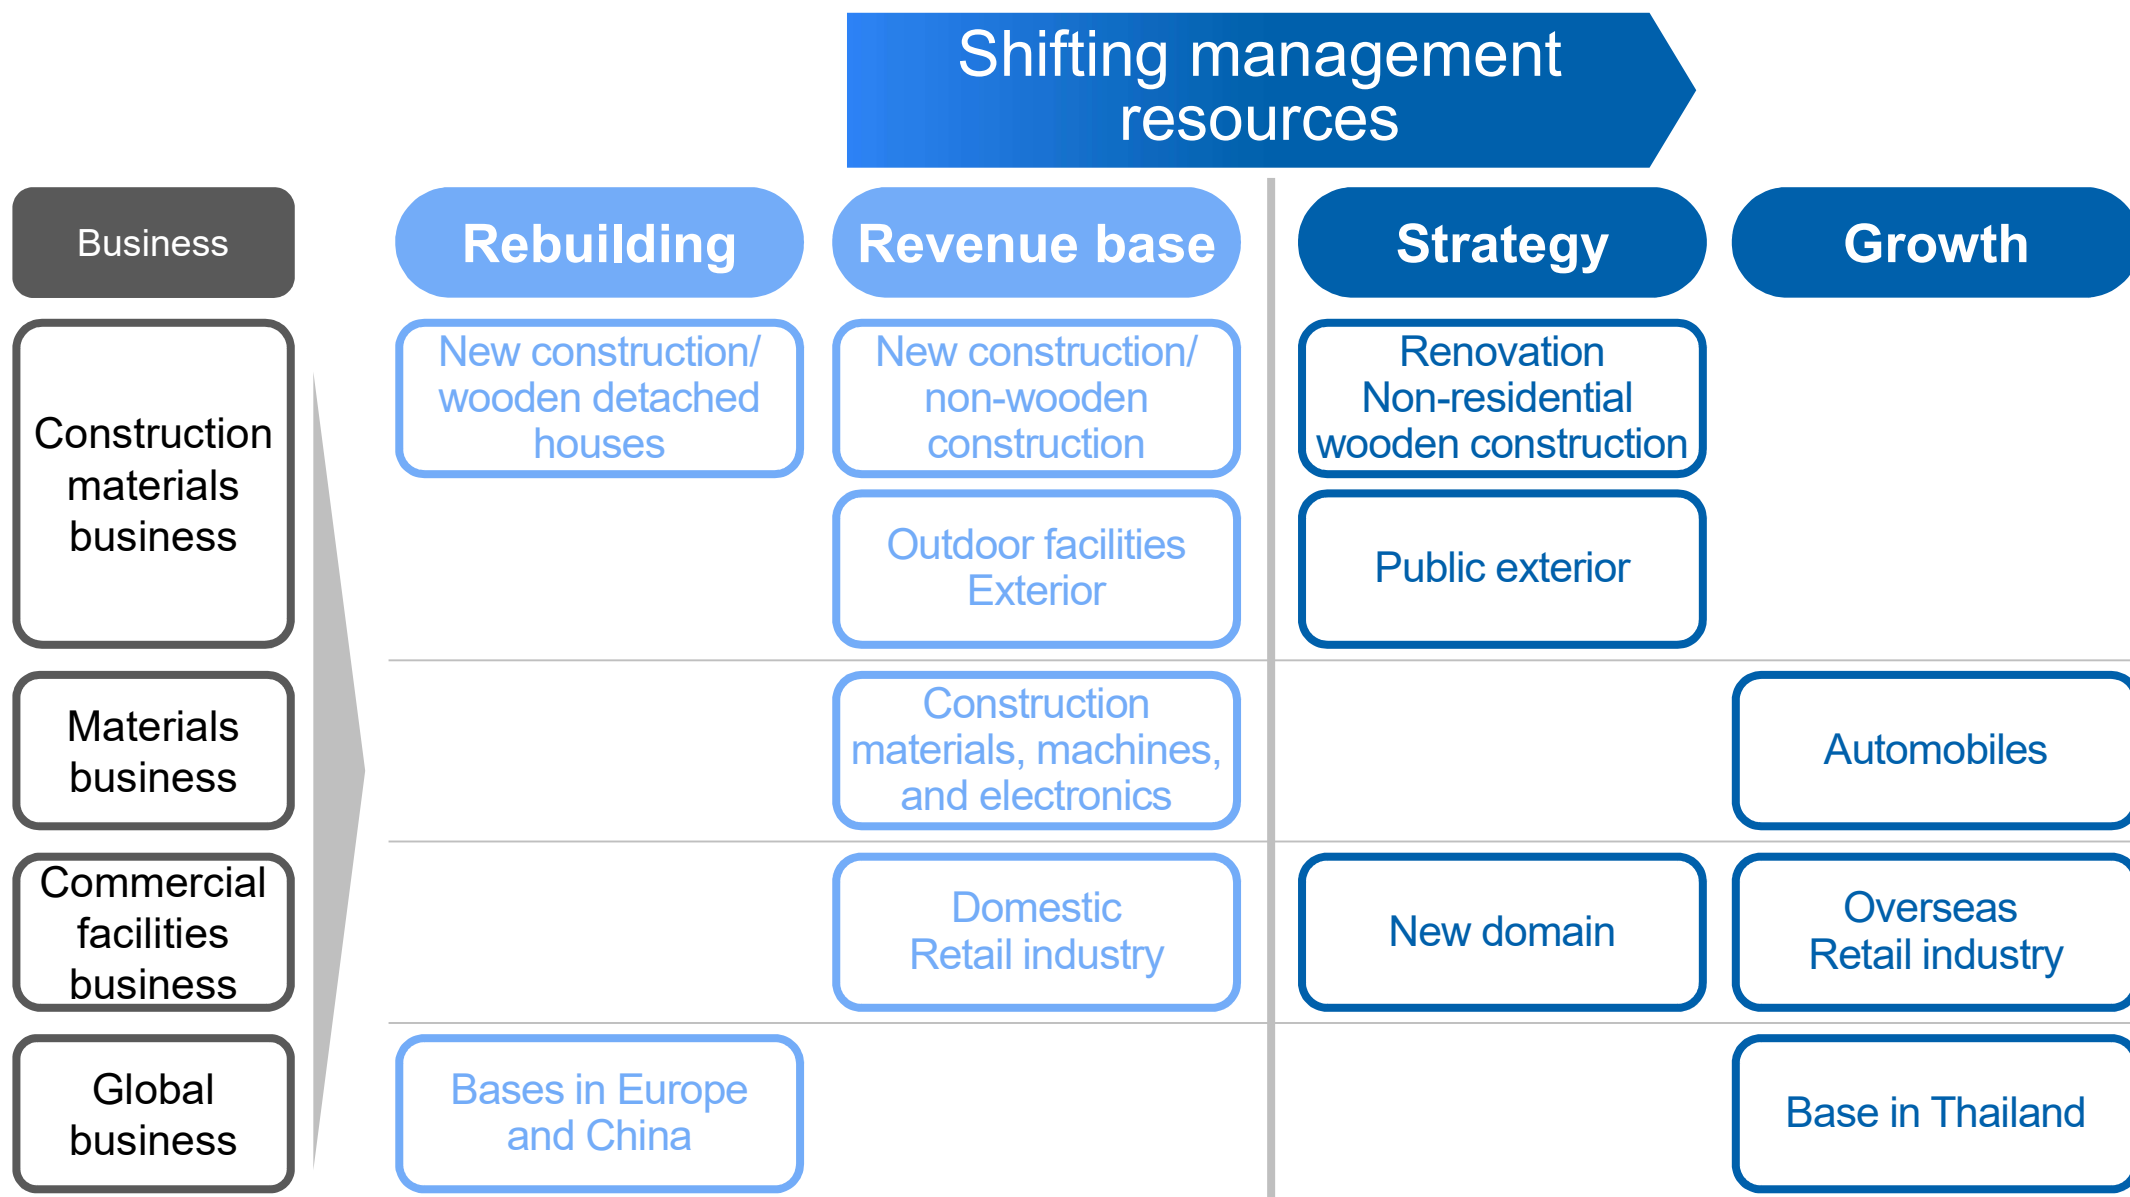 Shifting management
resources
Business
Rebuilding
Revenue base
Strategy
Growth
Construction
materials
business
New construction/
wooden detached
houses
New construction/
non-wooden
construction
Renovation
Non-residential
wooden construction
Outdoor facilities
Exterior
Public exterior
Materials
business
Construction
materials, machines,
and electronics
Automobiles
Commercial
facilities
business
Domestic
Retail industry
New domain
Overseas
Retail industry
Global
business
Bases in Europe
and China
Base in Thailand